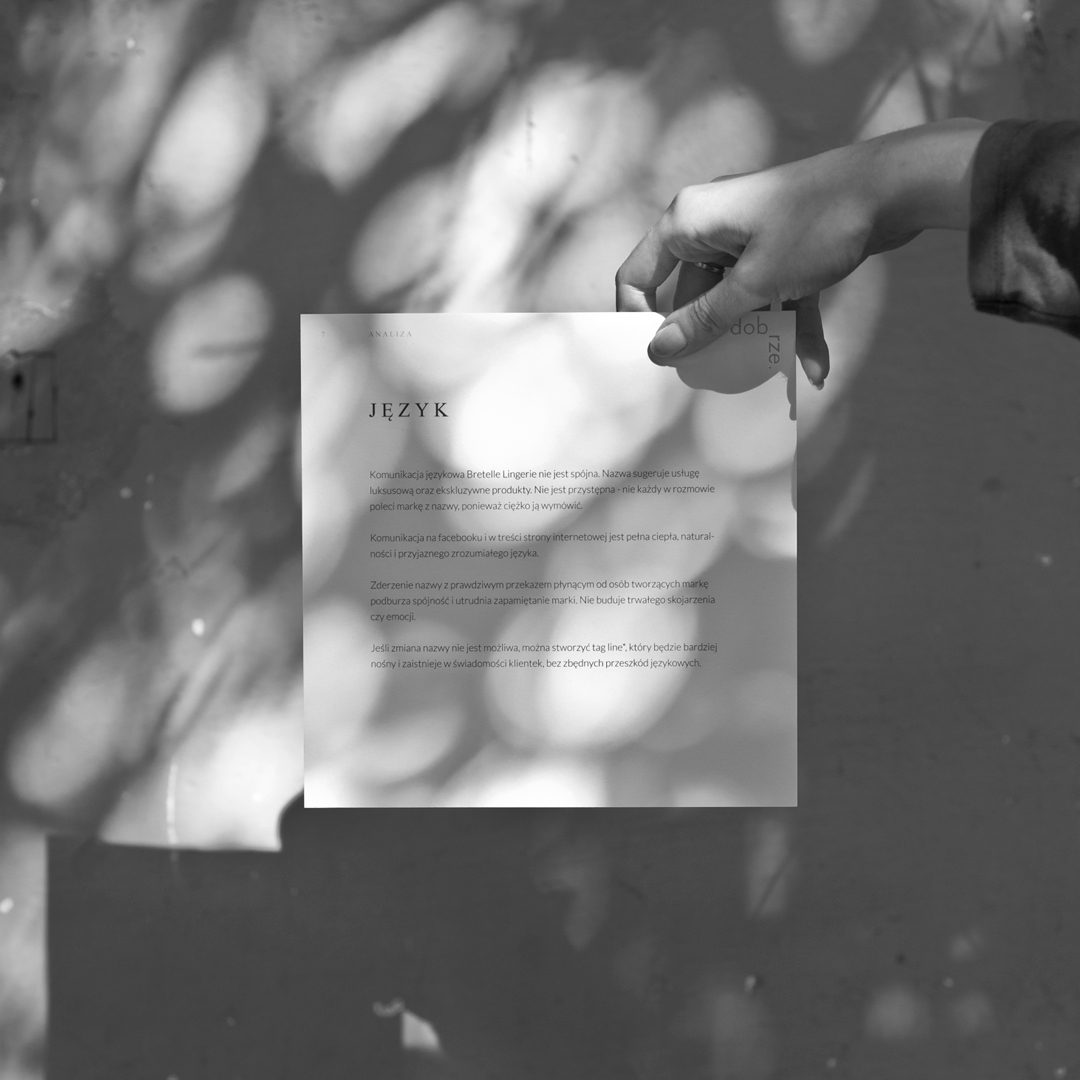 7
ANALIZA
dob
rze.
JĘZYK
Komunikacja językowa Bretelle Lingerie nie jest spójna. Nazwa sugeruje usługę
luksusową oraz ekskluzywne produkty. Nie jest przystępna - nie każdy w rozmowie
poleci markę z nazwy, ponieważ ciężko ją wymówić.
Komunikacja na facebooku i w treści strony internetowej jest pełna ciepła, natural-
ności i przyjaznego zrozumiałego języka.
Zderzenie nazwy z prawdziwym przekazem płynącym od osób tworzących markę
podburza spójność i utrudnia zapamiętanie marki. Nie buduje trwałego skojarzenia
czy emocji.
Jeśli zmiana nazwy nie jest możliwa, można stworzyć tag line*, który będzie bardziej
nośny i zaistnieje w świadomości klientek, bez zbędnych przeszkód językowych.